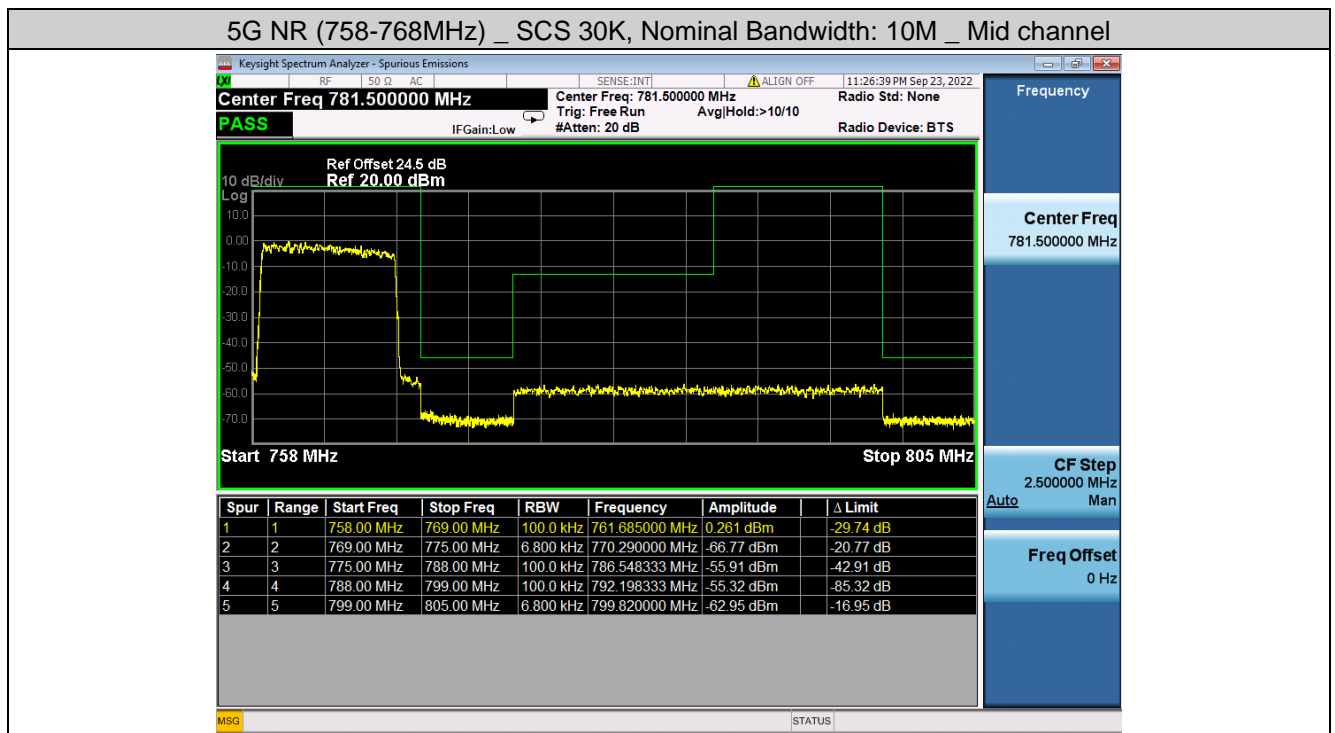 5G NR (758-768MHz) _ SCS 30K, Nominal Bandwidth: 10M _ Mid channel
Keysight Spectrum Analyzer - Spurious Emissions
LXI RF 50 Ω AC SENSE:INT ALIGN OFF 11:26:39 PM Sep 23, 2022
Center Freq 781.500000 MHz Center Freq: 781.500000 MHz Radio Std: None
Trig: Free Run Avg|Hold:>10/10
PASS IFGain:Low #Atten: 20 dB Radio Device: BTS
Ref Offset 24.5 dB
10 dB/div Ref 20.00 dBm
Log
10.0
0.00
-10.0
-20.0
-30.0
-40.0
-50.0
-60.0
-70.0
Start 758 MHz Stop 805 MHz
Spur Range Start Freq Stop Freq RBW Frequency Amplitude Δ Limit
1 1 758.00 MHz 769.00 MHz 100.0 kHz 761.685000 MHz 0.261 dBm -29.74 dB
2 2 769.00 MHz 775.00 MHz 6.800 kHz 770.290000 MHz -66.77 dBm -20.77 dB
3 3 775.00 MHz 788.00 MHz 100.0 kHz 786.548333 MHz -55.91 dBm -42.91 dB
4 4 788.00 MHz 799.00 MHz 100.0 kHz 792.198333 MHz -55.32 dBm -85.32 dB
5 5 799.00 MHz 805.00 MHz 6.800 kHz 799.820000 MHz -62.95 dBm -16.95 dB
MSG STATUS
Frequency
Center Freq
781.500000 MHz
CF Step
2.500000 MHz
Auto Man
Freq Offset
0 Hz